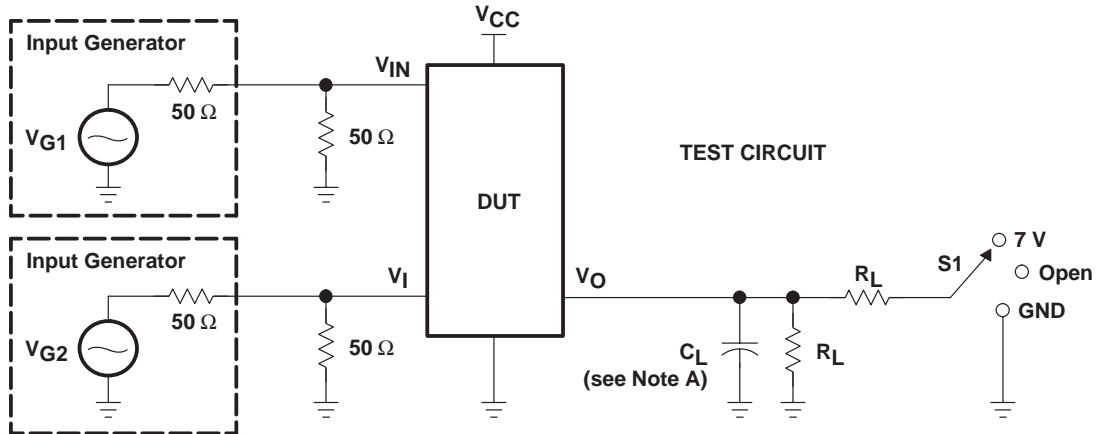 VCC
Input Generator
VIN
50 Ω
VG1
50 Ω
TEST CIRCUIT
DUT
Input Generator
VI
VO
S1
7 V
Open
RL
GND
50 Ω
VG2
50 Ω
CL
(see Note A)
RL